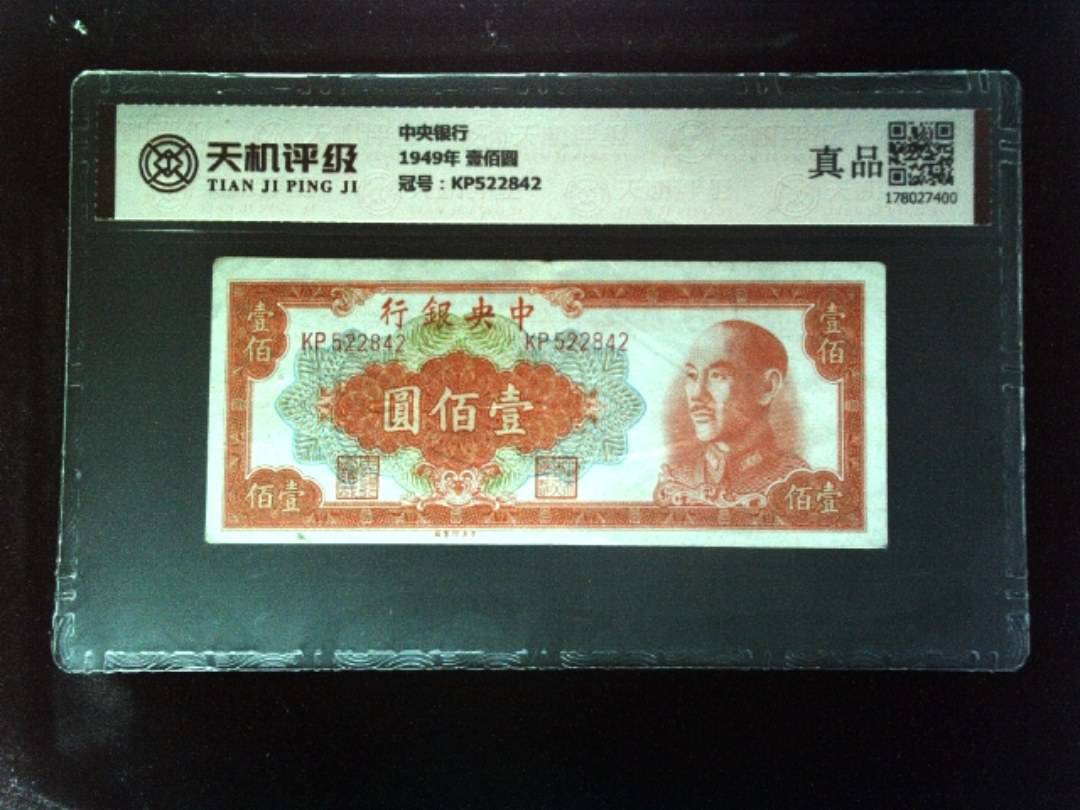 天机评级
TIAN JI PING JI
中央银行
1949年 壹佰圓
冠号：KP522842
真品
178027400
行銀央中
KP 522842
KP 522842
壹佰
壹佰
圓佰壹
佰壹
佰壹